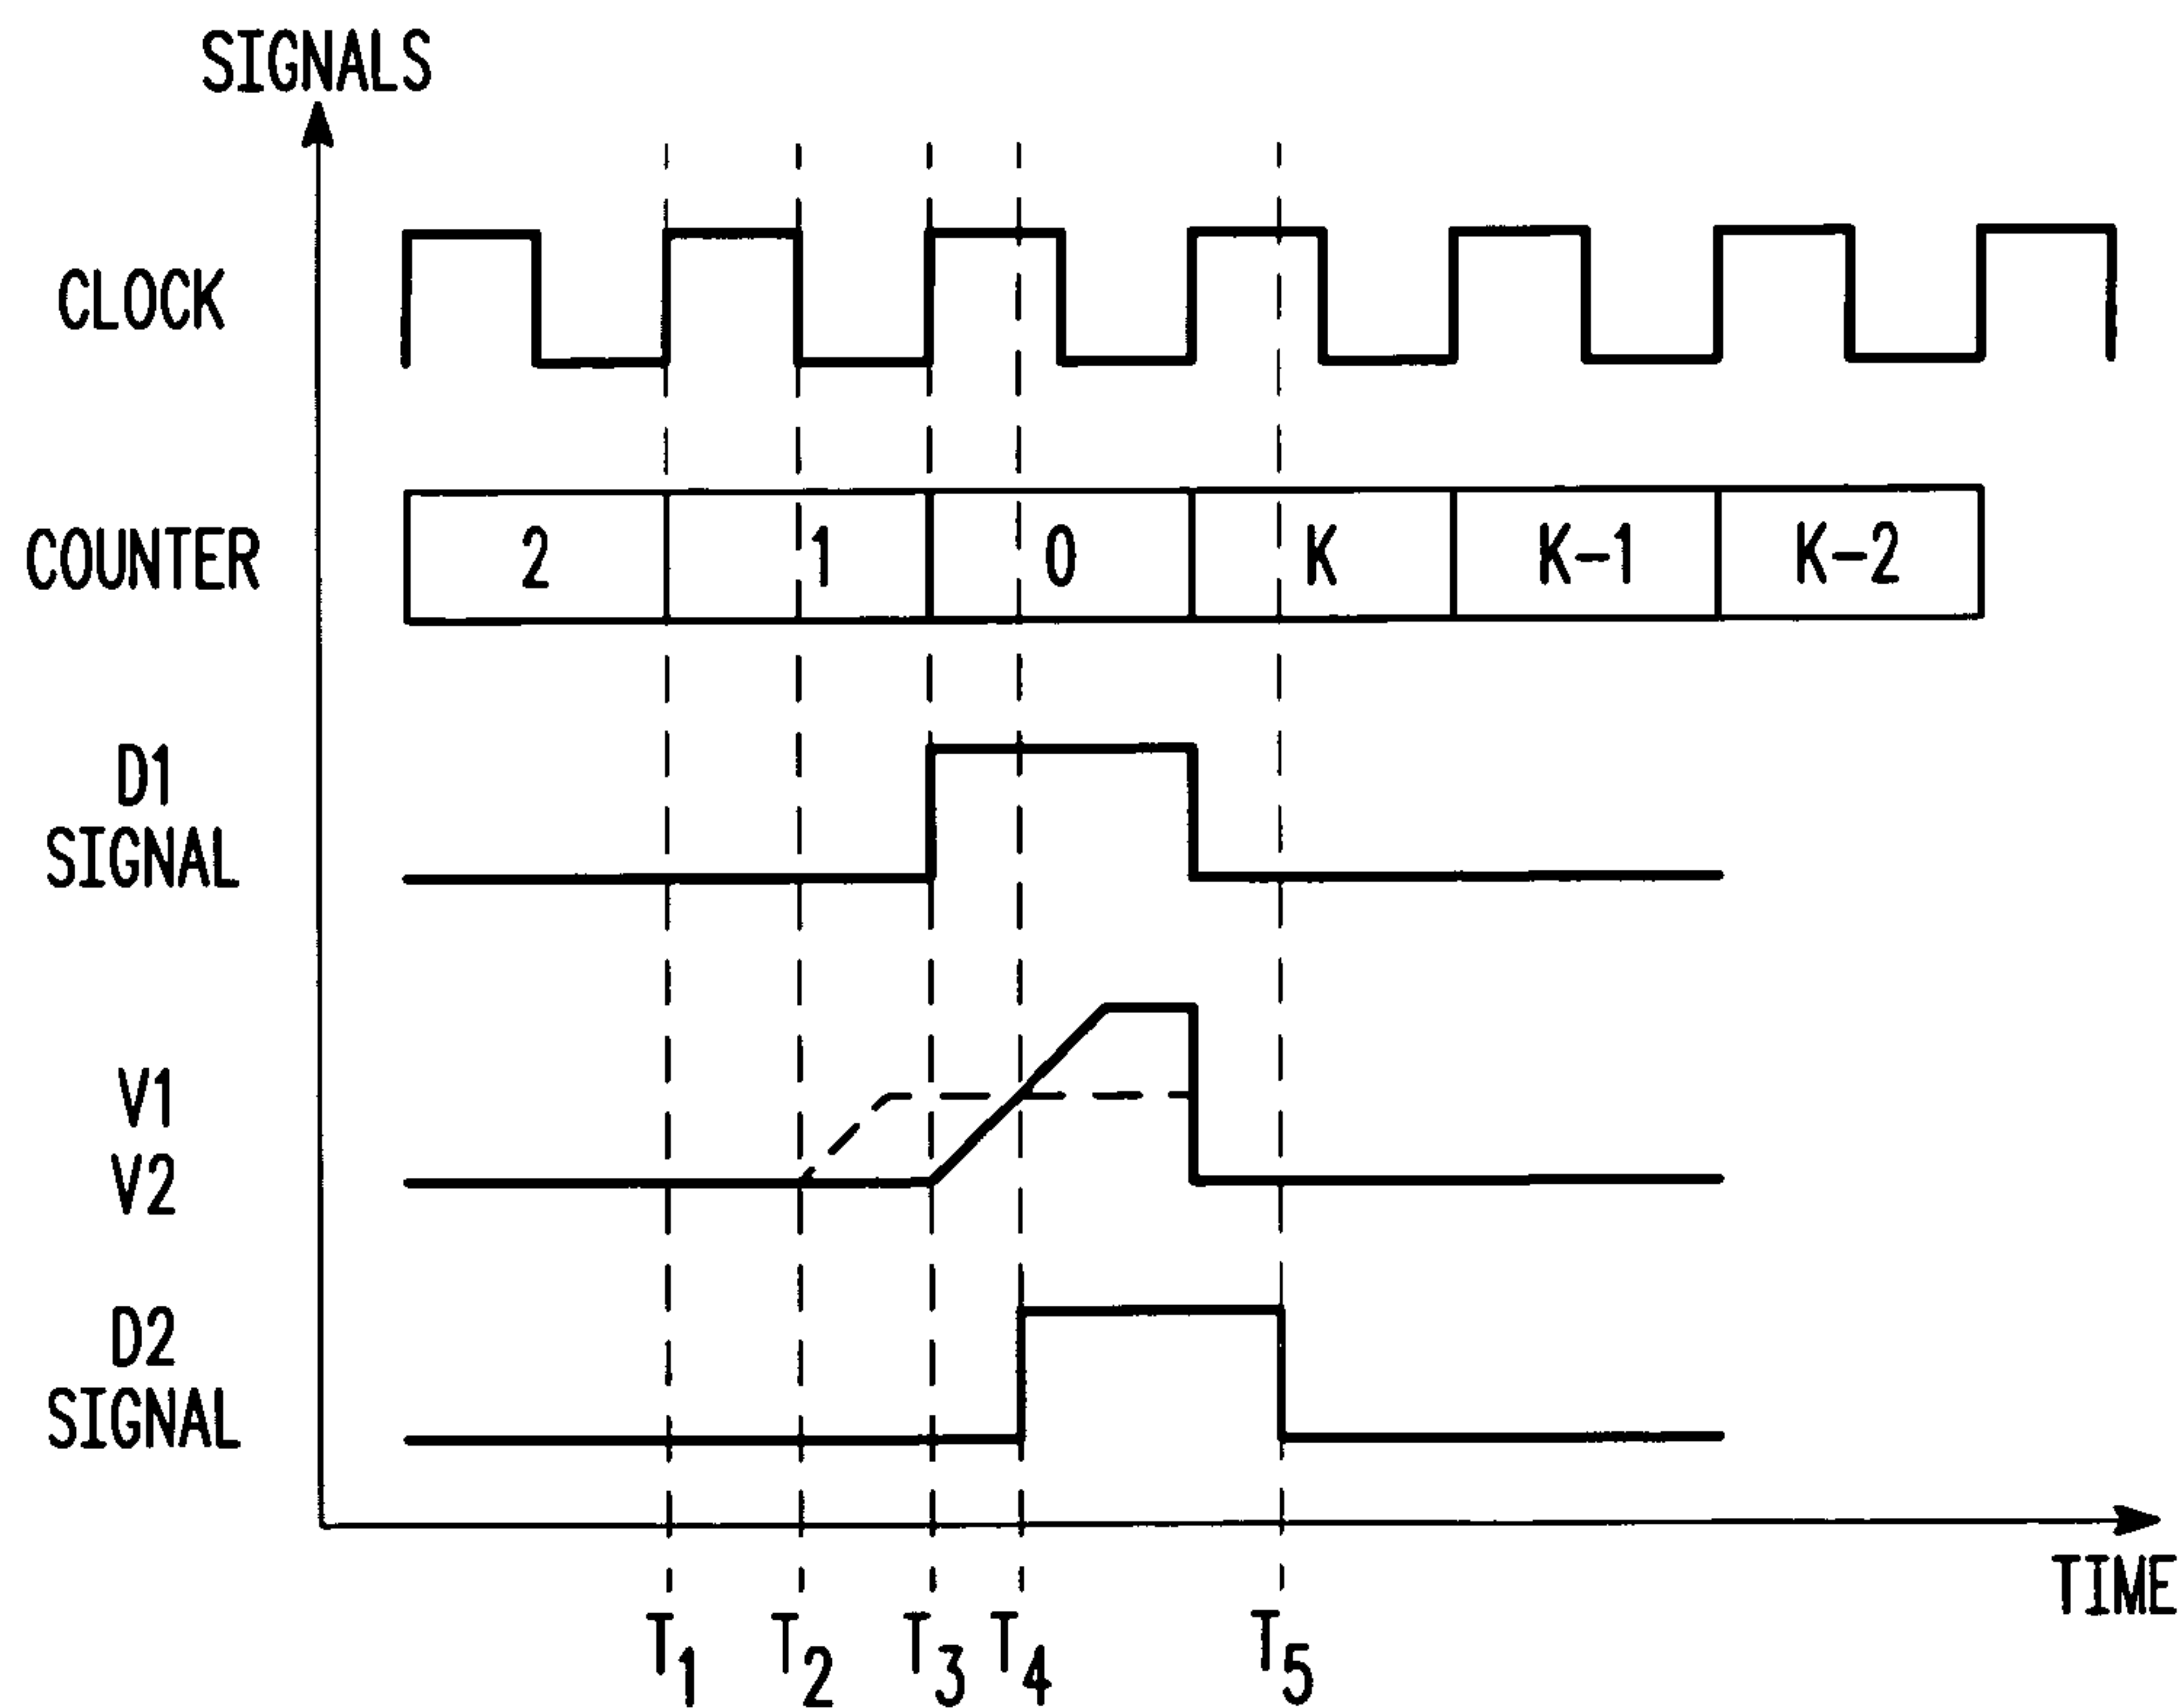 SIGNALS
CLOCK
COUNTER 2 1 0 K K-1 K-2
D1
SIGNAL
V1
V2
D2
SIGNAL
TIME
T1 T2 T3 T4 T5